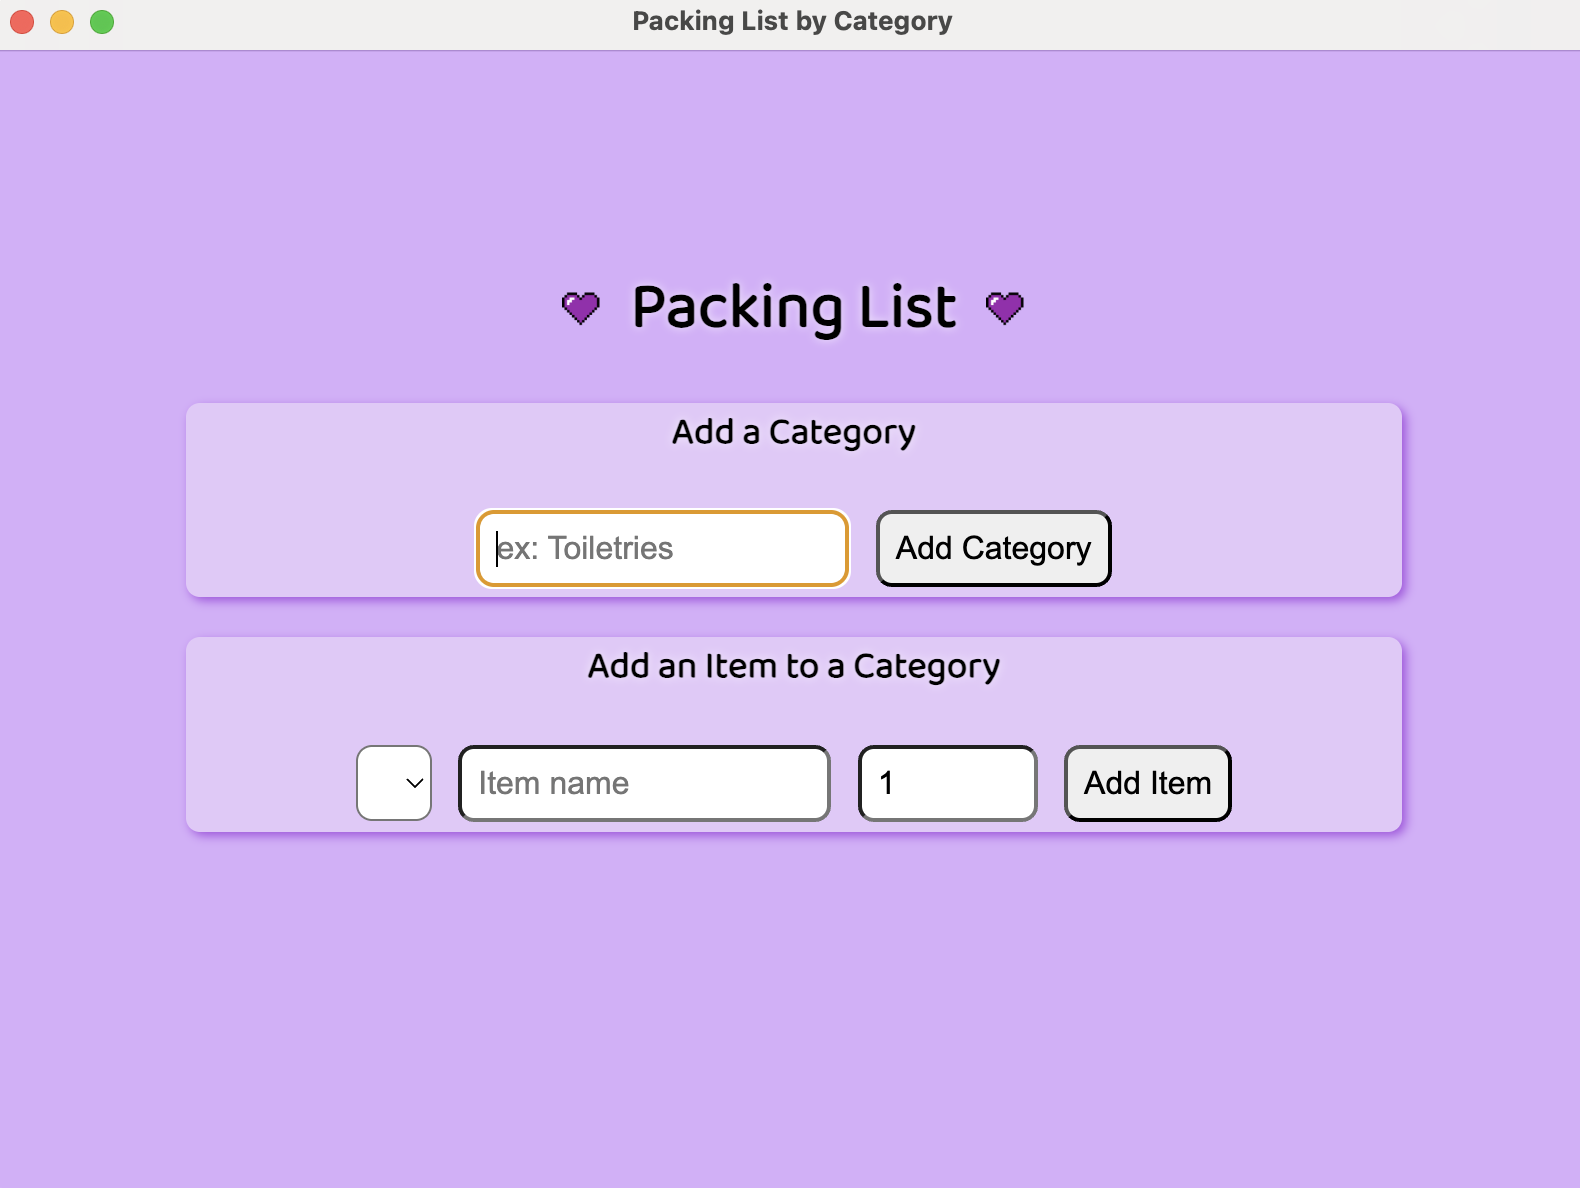 Packing List by Category
Packing List
Add a Category
ex: Toiletries
Add Category
Add an Item to a Category
Item name
1
Add Item